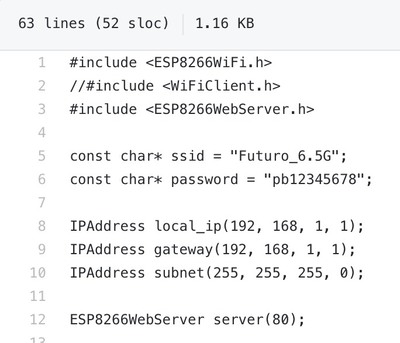 63 lines (52 sloc) 1.16 KB
1 #include <ESP8266WiFi.h>
2 //#include <WiFiClient.h>
3 #include <ESP8266WebServer.h>
4
5 const char* ssid = "Futuro_6.5G";
6 const char* password = "pb12345678";
7
8 IPAddress local_ip(192, 168, 1, 1);
9 IPAddress gateway(192, 168, 1, 1);
10 IPAddress subnet(255, 255, 255, 0);
11
12 ESP8266WebServer server(80);
13